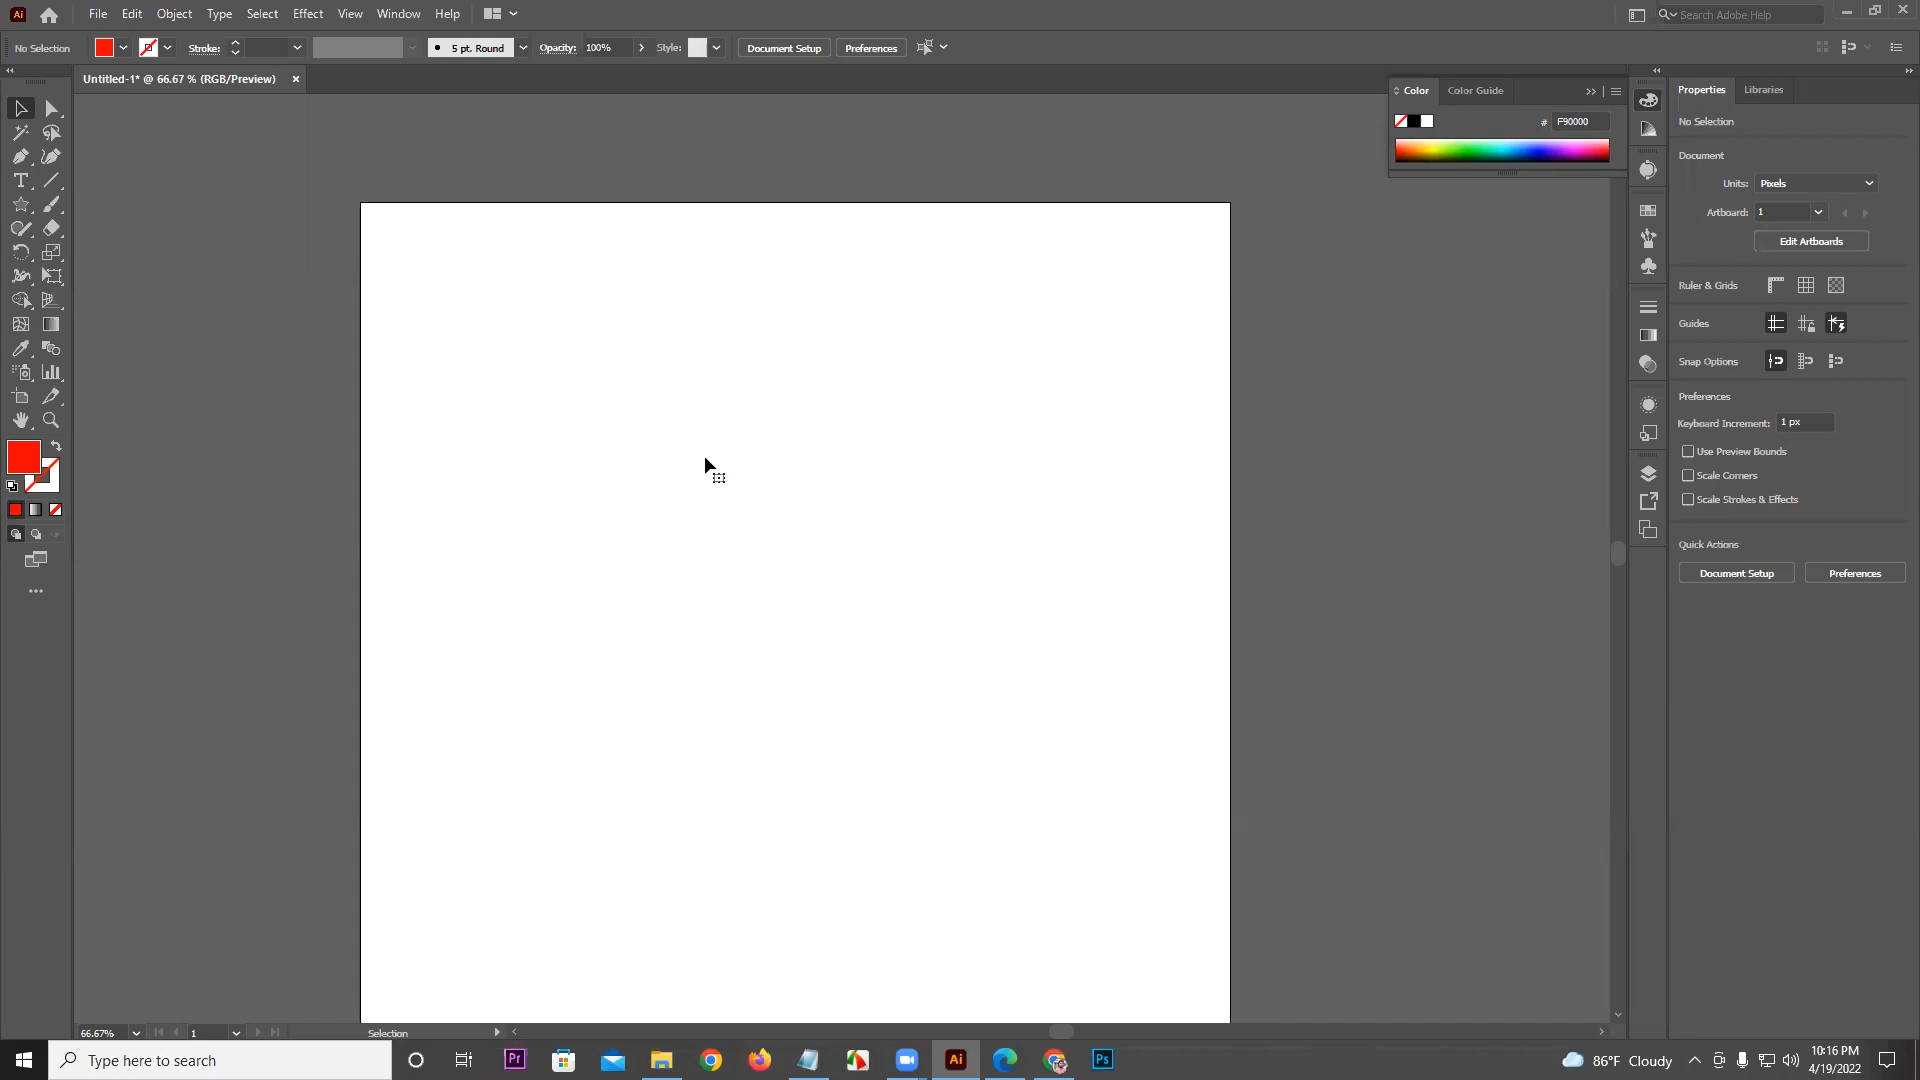 Ai File Edit Object Type Select Effect View Window Help Search Adobe Help
No Selection Stroke: 5 pt. Round Opacity: 100% Style: Document Setup Preferences
Untitled-1* @ 66.67 % (RGB/Preview) ×
Color Color Guide
# F90000
Properties Libraries
No Selection
Document
Units: Pixels
Artboard: 1
Edit Artboards
Ruler & Grids
Guides
Snap Options
Preferences
Keyboard Increment: 1 px
Use Preview Bounds
Scale Corners
Scale Strokes & Effects
Quick Actions
Document Setup Preferences
66.67% 1 Selection
Type here to search Pr Ai Ps 86°F Cloudy 10:16 PM
4/19/2022